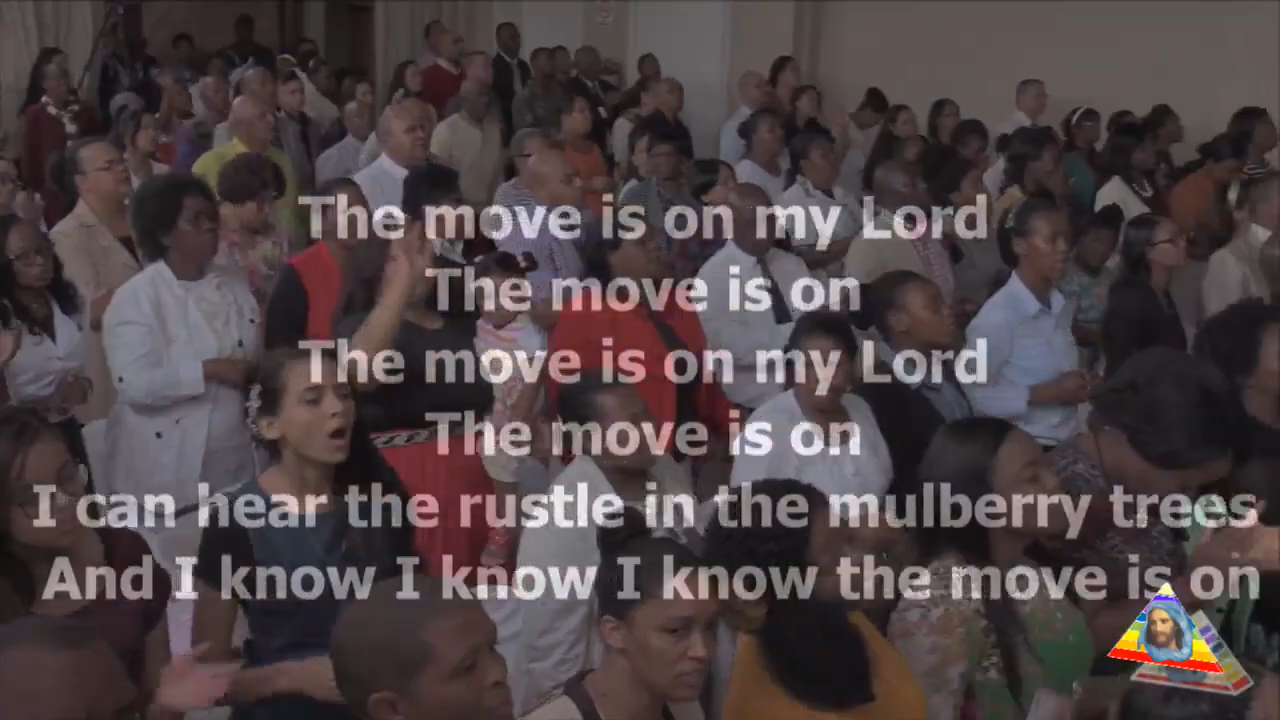 The move is on my Lord
The move is on
The move is on my Lord
The move is on
I can hear the rustle in the mulberry trees
And I know I know I know the move is on